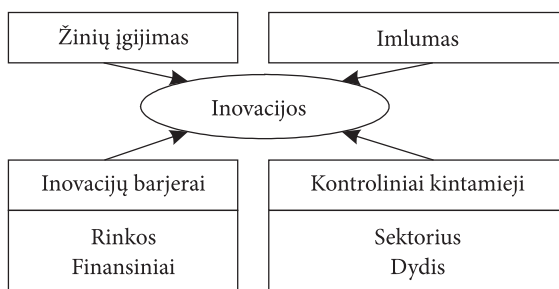 Žinių įgijimas
Imlumas
Inovacijos
Inovacijų barjerai
Rinkos
Finansiniai
Kontroliniai kintamieji
Sektorius
Dydis